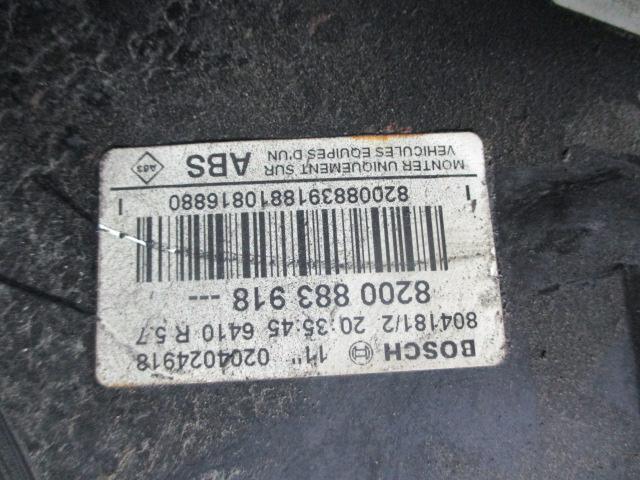 BOSCH 11" 0204024918
804181/2 20:35:45 6410 R 5.7
8200 883 918 ---
I 8200883918810816880 I
MONTER UNIQUEMENT SUR
VEHICULES EQUIPES D'UN
ABS
A63